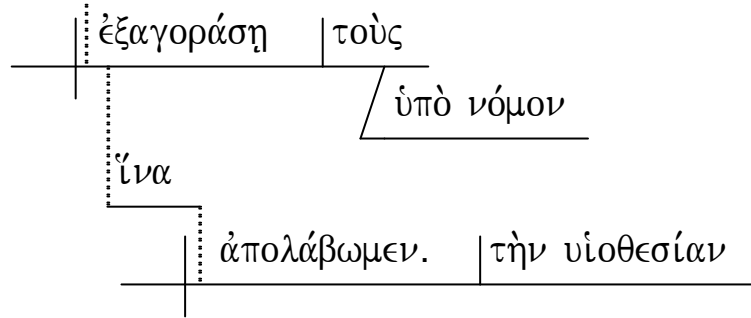 ἐξαγοράσῃ τοὺς
ὑπὸ νόμον
ἵνα
ἀπολάβωμεν. τὴν υἱοθεσίαν